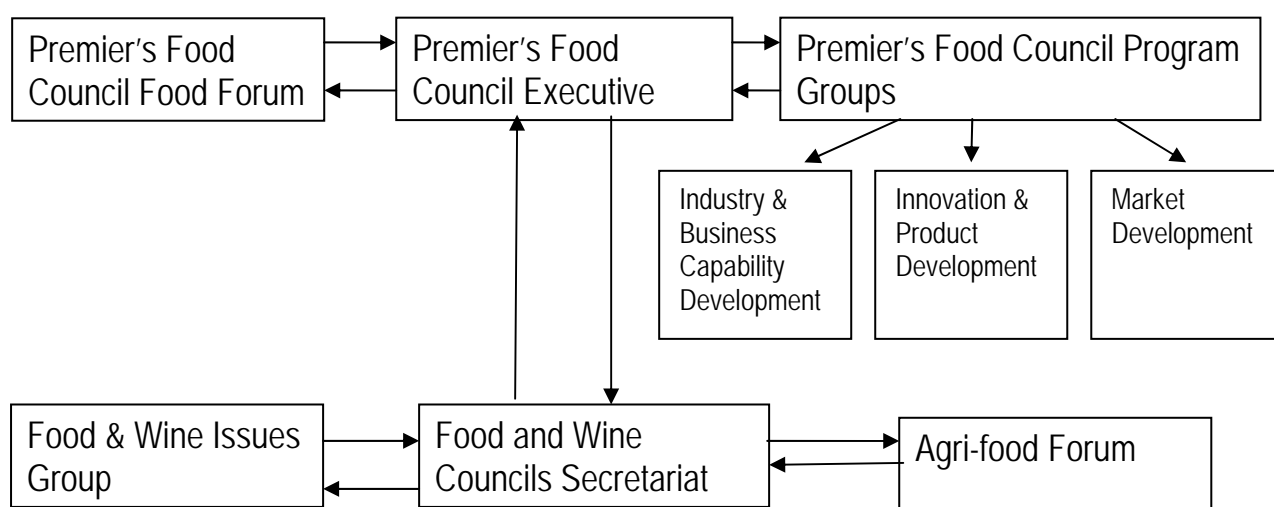 Premier's Food
Council Food Forum
Premier's Food
Council Executive
Premier's Food Council Program
Groups
Industry &
Business
Capability
Development
Innovation &
Product
Development
Market
Development
Food & Wine Issues
Group
Food and Wine
Councils Secretariat
Agri-food Forum